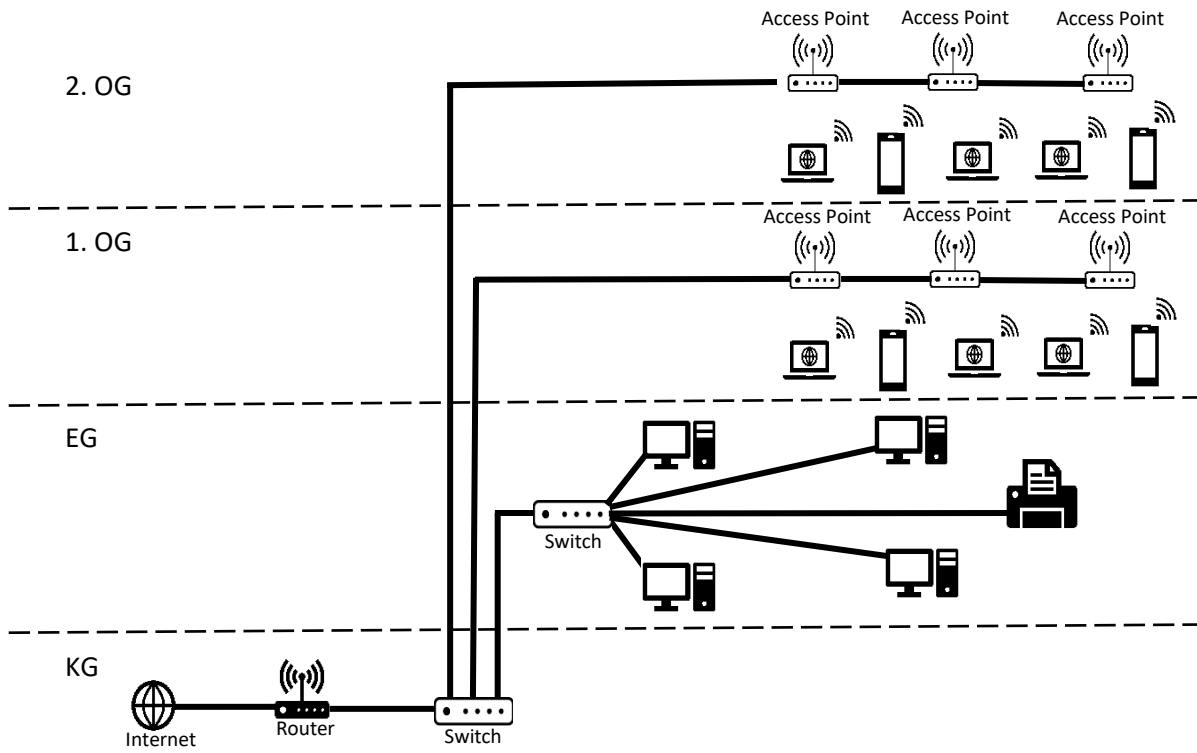 Access Point
Access Point
Access Point
2. OG
Access Point
Access Point
Access Point
1. OG
EG
Switch
KG
Internet
Router
Switch